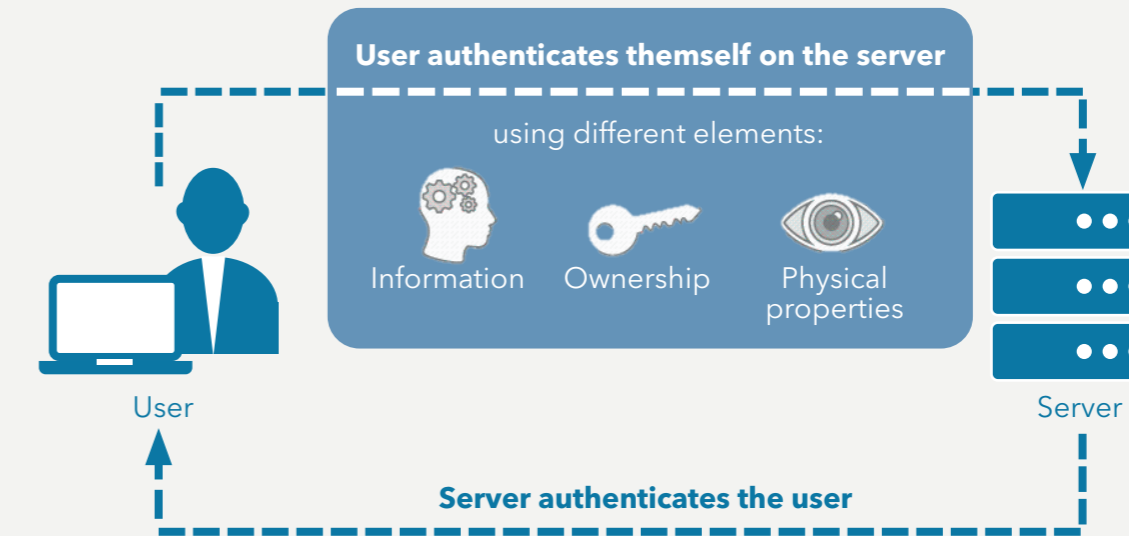 User authenticates themself on the server
using different elements:
Information
Ownership
Physical
properties
User
Server
Server authenticates the user